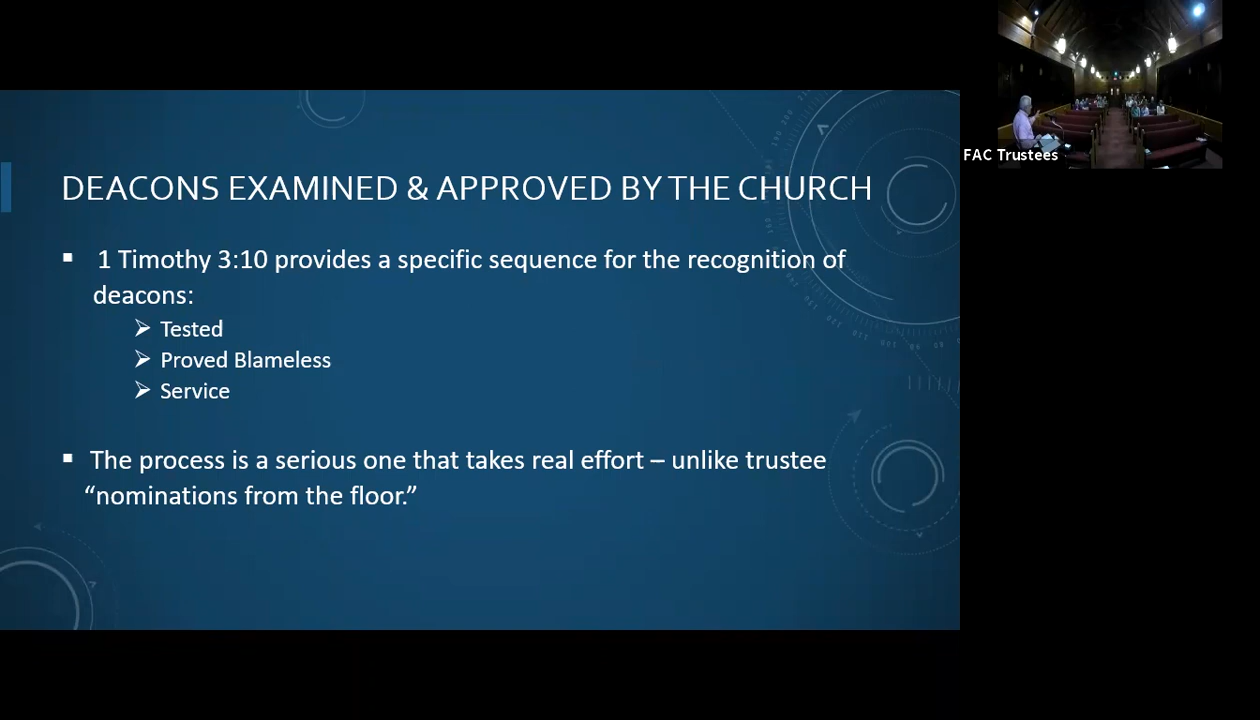 DEACONS EXAMINED & APPROVED BY THE CHURCH
▪ 1 Timothy 3:10 provides a specific sequence for the recognition of
deacons:
➢ Tested
➢ Proved Blameless
➢ Service
▪ The process is a serious one that takes real effort – unlike trustee
“nominations from the floor.”
FAC Trustees